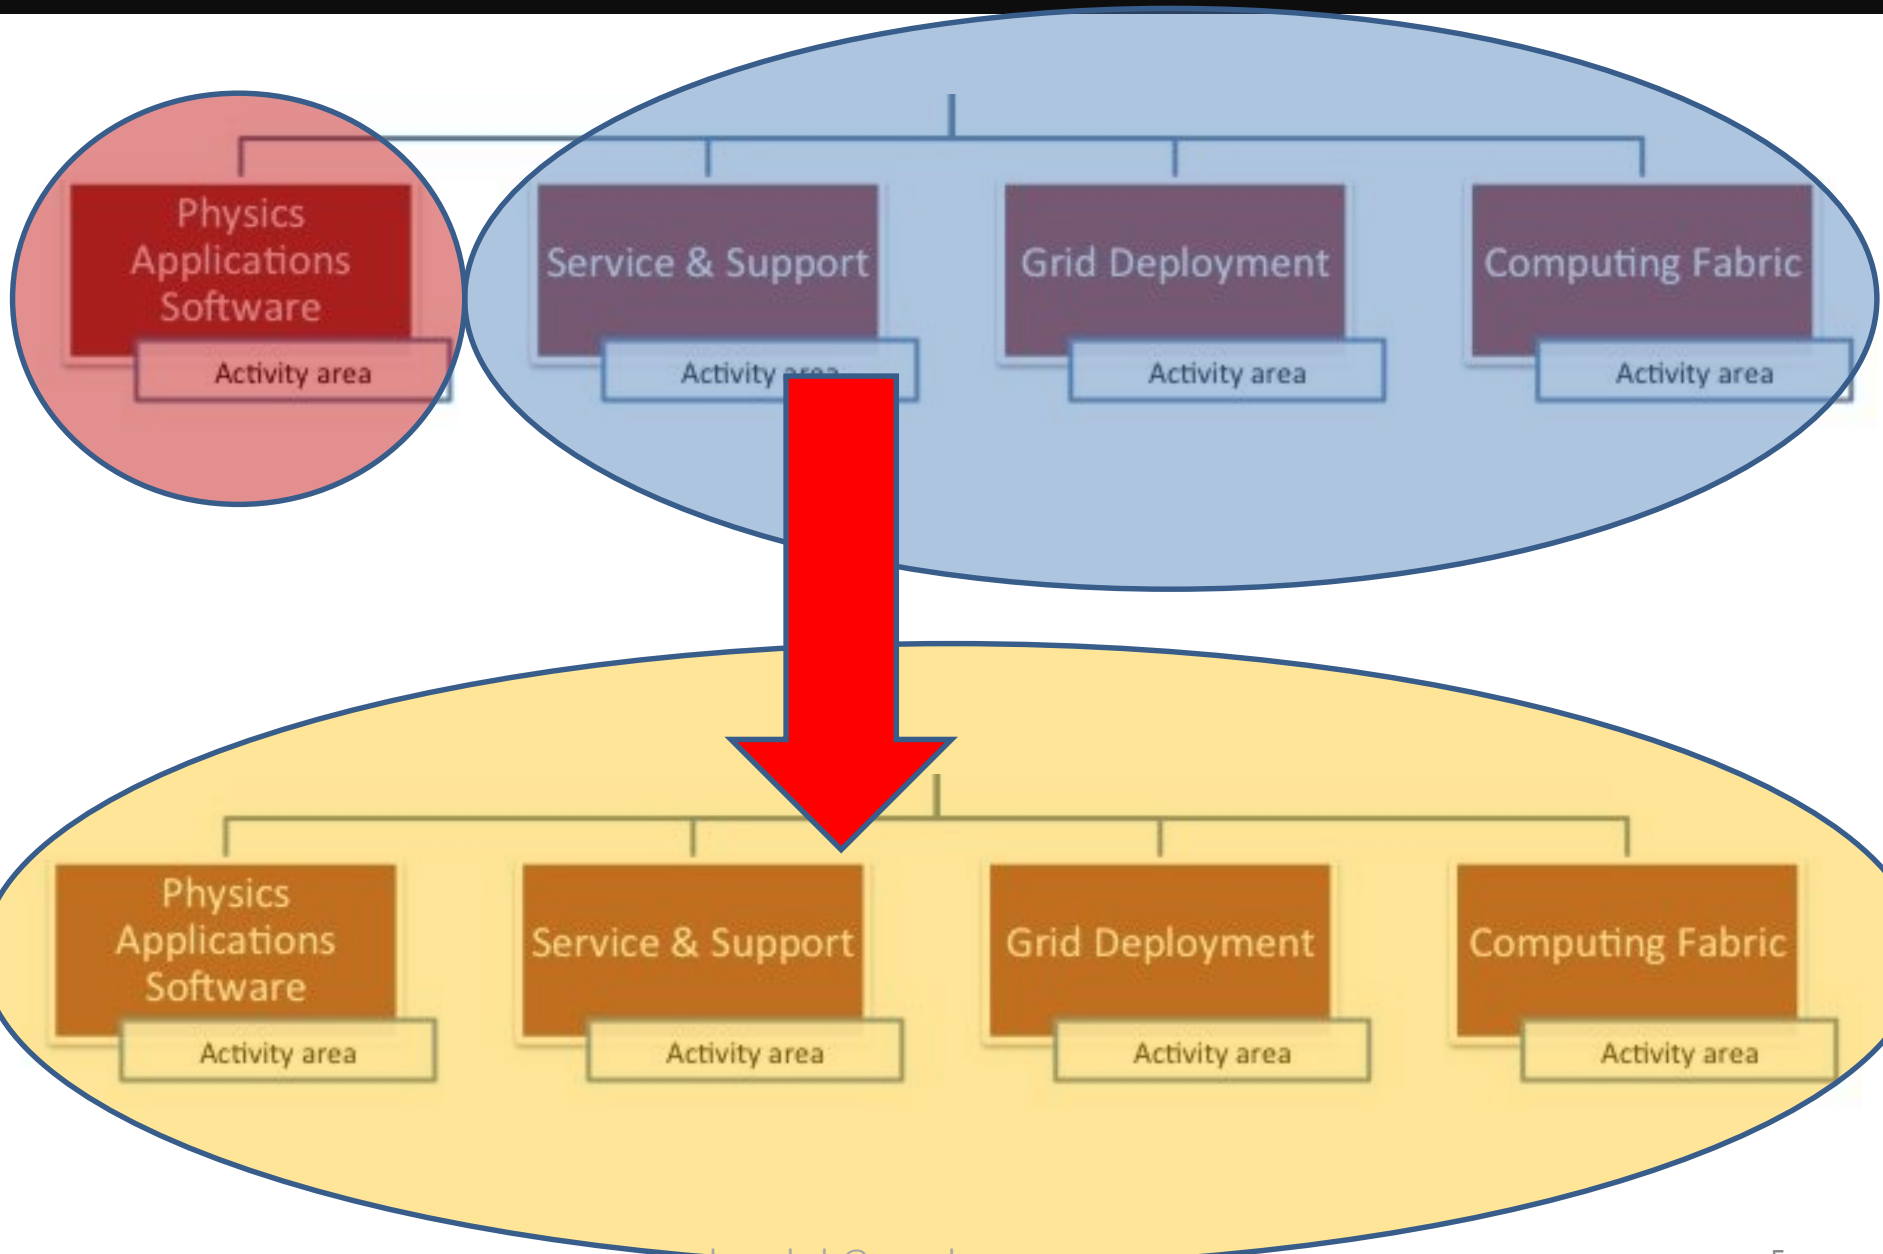 Physics
Applications
Software
Activity area
Service & Support
Activity area
Grid Deployment
Activity area
Computing Fabric
Activity area
Physics
Applications
Software
Activity area
Service & Support
Activity area
Grid Deployment
Activity area
Computing Fabric
Activity area